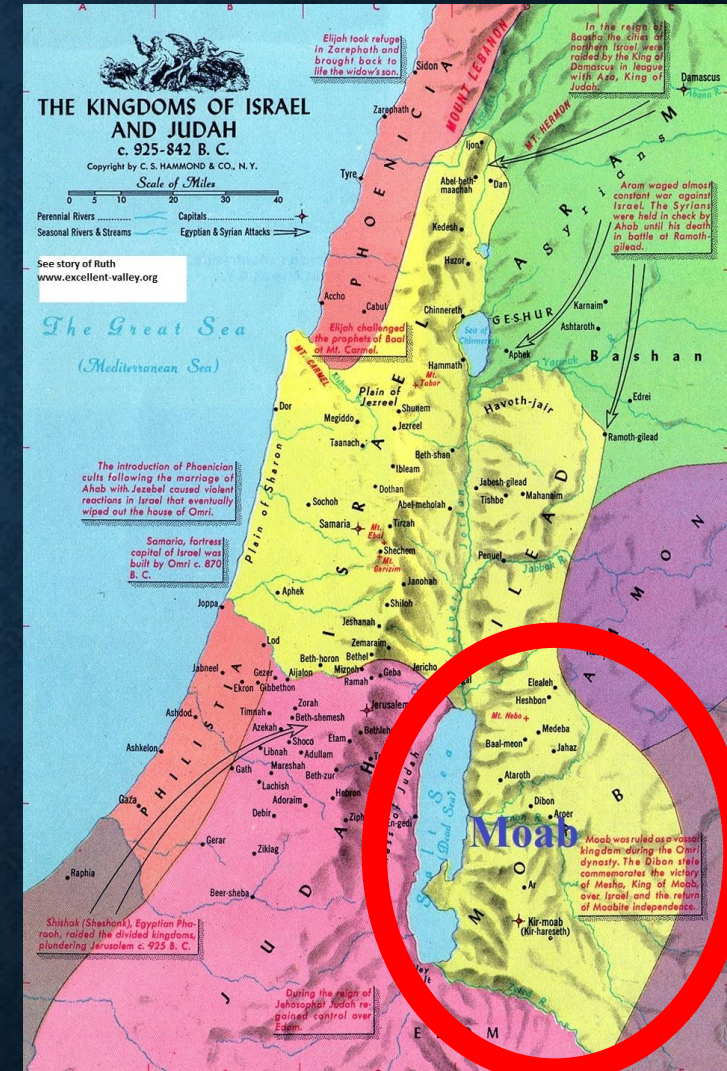 A
B
C
D
E
THE KINGDOMS OF ISRAEL
AND JUDAH
c. 925-842 B. C.
Copyright by C. S. HAMMOND & CO., N. Y.
Scale of Miles
0 5 10 20 30 40
Perennial Rivers
Capitals
Seasonal Rivers & Streams
Egyptian & Syrian Attacks
See story of Ruth
www.excellent-valley.org
Elijah took refuge
in Zarephath and
brought back to
life the widow's son.
In the reign of
Baasha the cities of
northern Israel were
raided by the King of
Damascus in league
with Asa, King of
Judah.
Sidon
MOUNT LEBANON
Damascus
Abana R.
Zarephath
MT. HERMON
Ijon
Tyre
Abel-beth-
maachah
Dan
PHOENICIA
ARAM
Syrians
Aram waged almost
constant war against
Israel. The Syrians
were held in check by
Ahab until his death
in battle at Ramoth-
gilead.
Kedesh
Hazor
Accho
Cabul
Chinnereth
GESHUR
Karnaim
Ashtaroth
The Great Sea
(Mediterranean Sea)
Elijah challenged
the prophets of Baal
at Mt. Carmel.
Sea of
Chinnereth
Aphek
Bashan
Yarmuk
MT. CARMEL
Kishon
Hammath
Mt.
Tabor
Plain of
Jezreel
Edrei
Havoth-jair
Dor
Megiddo
Shunem
Jezreel
Ramoth-gilead
Taanach
Beth-shan
Ibleam
The introduction of Phoenician
cults following the marriage of
Ahab with Jezebel caused violent
reactions in Israel that eventually
wiped out the house of Omri.
Plain of Sharon
Dothan
Jabesh-gilead
Tishbe
Mahanaim
Sochoh
Abel-meholah
Samaria
Tirzah
Mt.
Ebal
Shechem
Mt.
Gerizim
Samaria, fortress
capital of Israel was
built by Omri c. 870
B. C.
ISRAEL
GILEAD
Penuel
Jabbok R.
AMMON
Janohah
Aphek
Shiloh
Joppa
Jeshanah
Zemaraim
Lod
Beth-horon
Bethel
Mizpah
Jericho
Jabneel
Gezer
Aijalon
Ramah
Geba
Ekron
Gibbethon
Elealeh
Heshbon
Zorah
Beth-shemesh
Jerusalem
Ashdod
Timnah
Azekah
Mt. Nebo
Medeba
Shoco
Etam
Baal-meon
Jahaz
Ashkelon
Libnah
Adullam
PHILISTIA
Gath
Mareshah
Beth-zur
Ataroth
Lachish
Adoraim
Hebron
Dibon
Gaza
Debir
Aroer
En-gedi
Salt Sea
(Dead Sea)
Moab
Gerar
Ziklag
Moab was ruled as a vassal
kingdom during the Omri
dynasty. The Dibon stele
commemorates the victory
of Mesha, King of Moab,
over Israel and the return
of Moabite independence.
Raphia
Beer-sheba
Ar
MOAB
Kir-moab
(Kir-hareseth)
Shishak (Sheshonk), Egyptian Pha-
raoh, raided the divided kingdoms,
plundering Jerusalem c. 925 B. C.
JUDAH
During the reign of
Jehosophat Judah re-
gained control over
Edom.